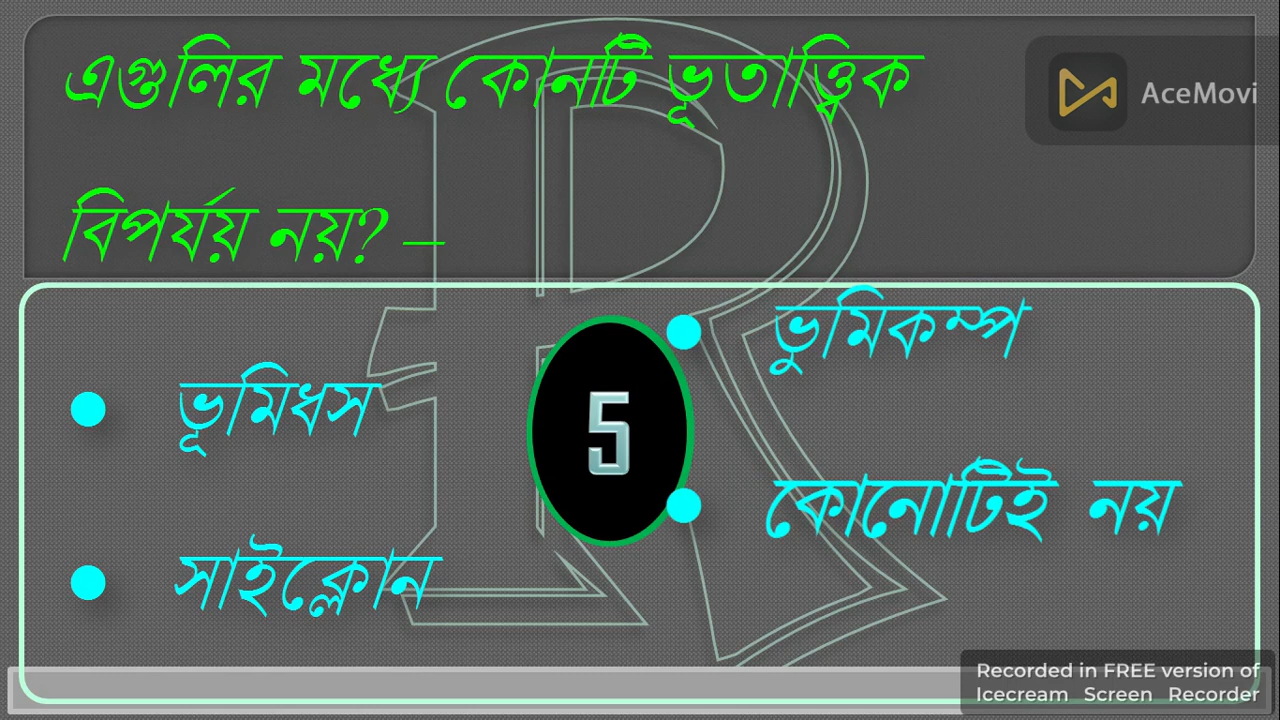 এগুলির মধ্যে কোনটি ভূতাত্ত্বিক
AceMovi
বিপর্যয় নয়? –
ভূমিধস
ভুমিকম্প
5
সাইক্লোন
কোনোটিই নয়
Recorded in FREE version of
Icecream Screen Recorder